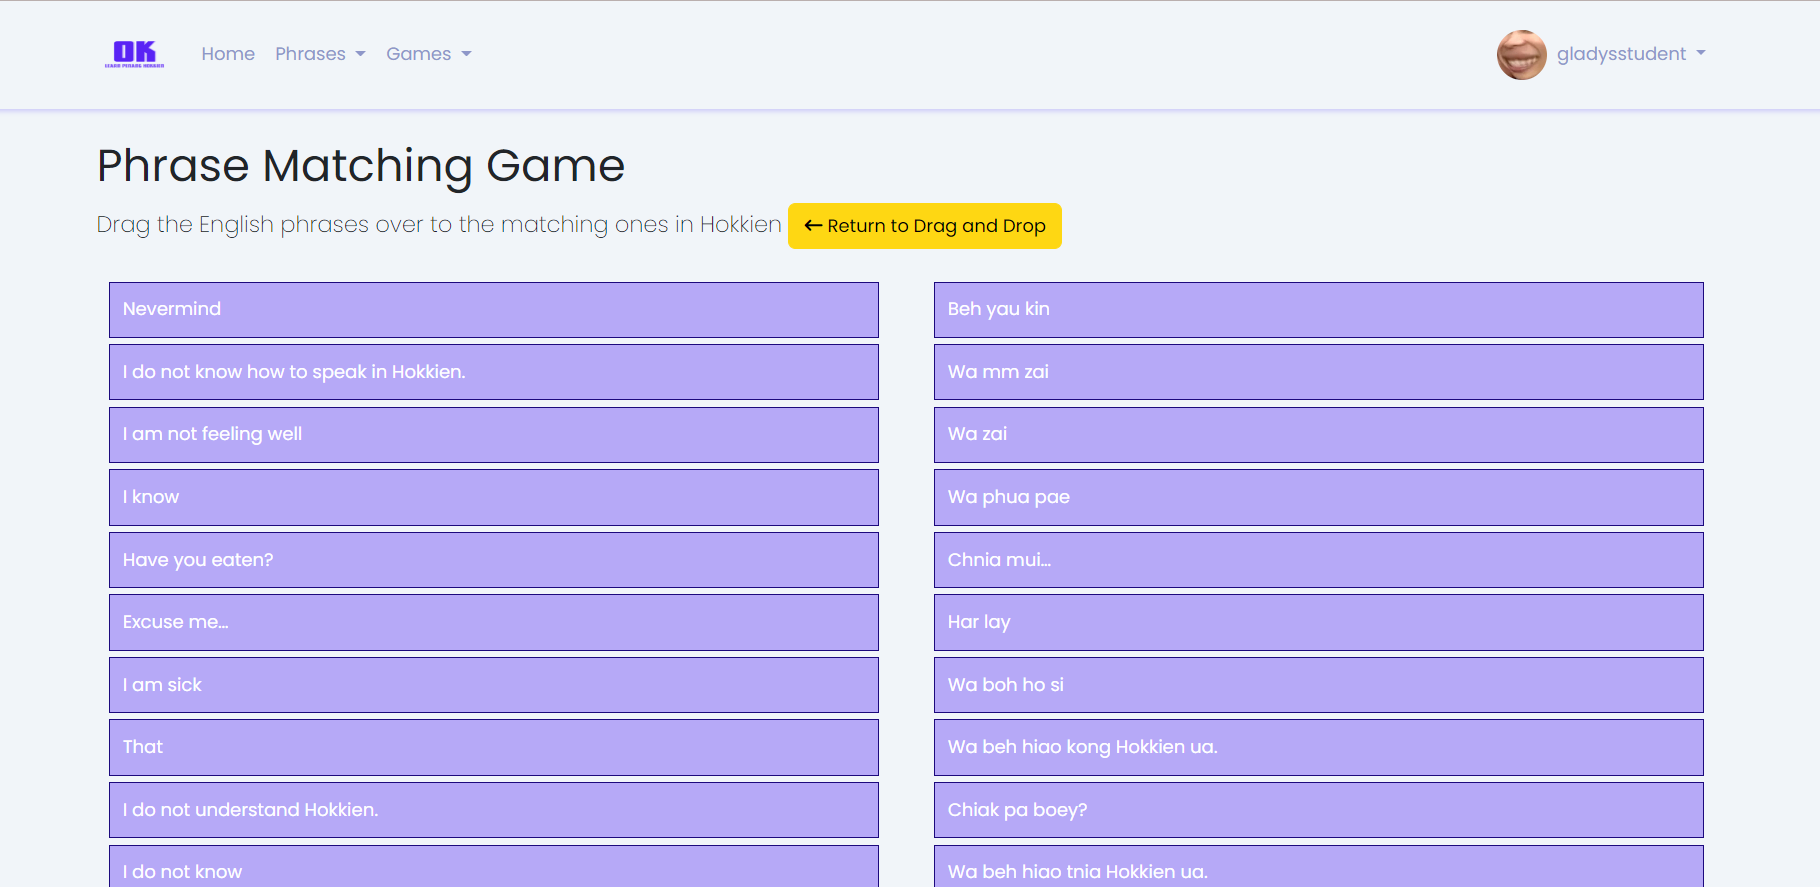 OK
LEARN PENANG HOKKIEN
Home Phrases Games gladysstudent
Phrase Matching Game
Drag the English phrases over to the matching ones in Hokkien ← Return to Drag and Drop
Nevermind Beh yau kin
I do not know how to speak in Hokkien. Wa mm zai
I am not feeling well Wa zai
I know Wa phua pae
Have you eaten? Chnia mui...
Excuse me... Har lay
I am sick Wa boh ho si
That Wa beh hiao kong Hokkien ua.
I do not understand Hokkien. Chiak pa boey?
I do not know Wa beh hiao tnia Hokkien ua.